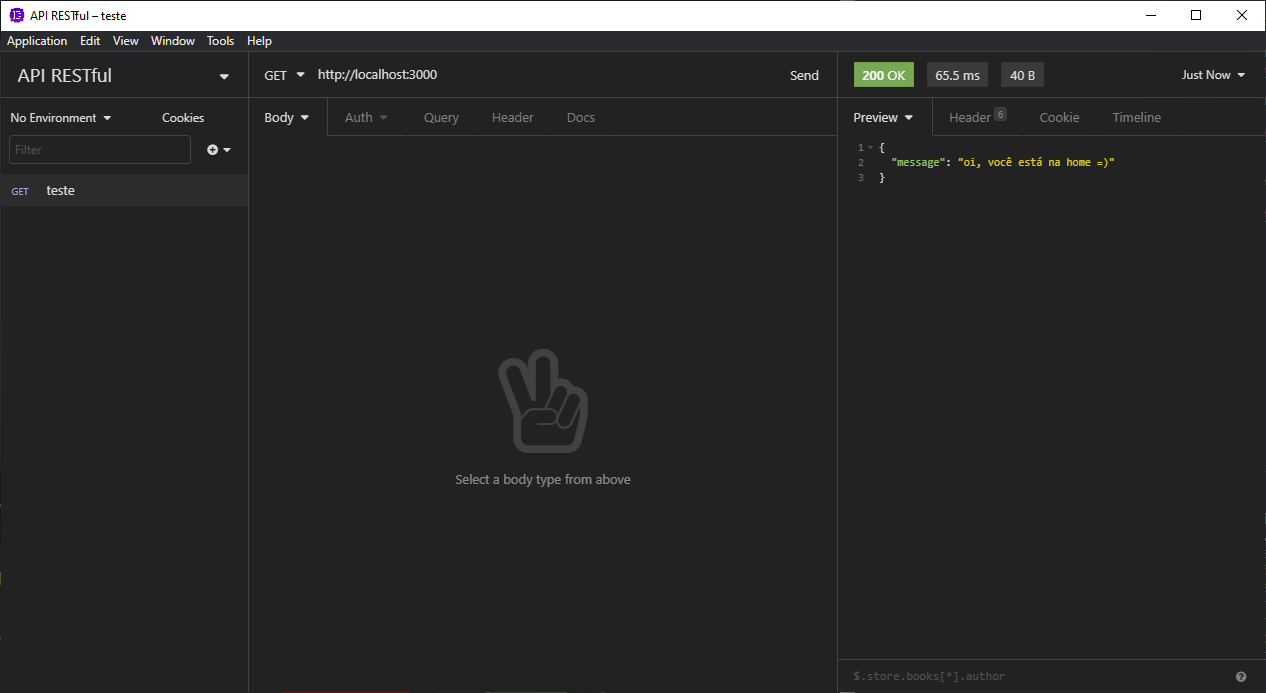 API RESTful – teste
Application Edit View Window Tools Help
API RESTful
GET http://localhost:3000 Send
200 OK 65.5 ms 40 B Just Now
No Environment Cookies
Body Auth Query Header Docs
Preview Header 6 Cookie Timeline
Filter
GET teste
1 {
2 "message": "oi, você está na home =)"
3 }
Select a body type from above
$.store.books[*].author